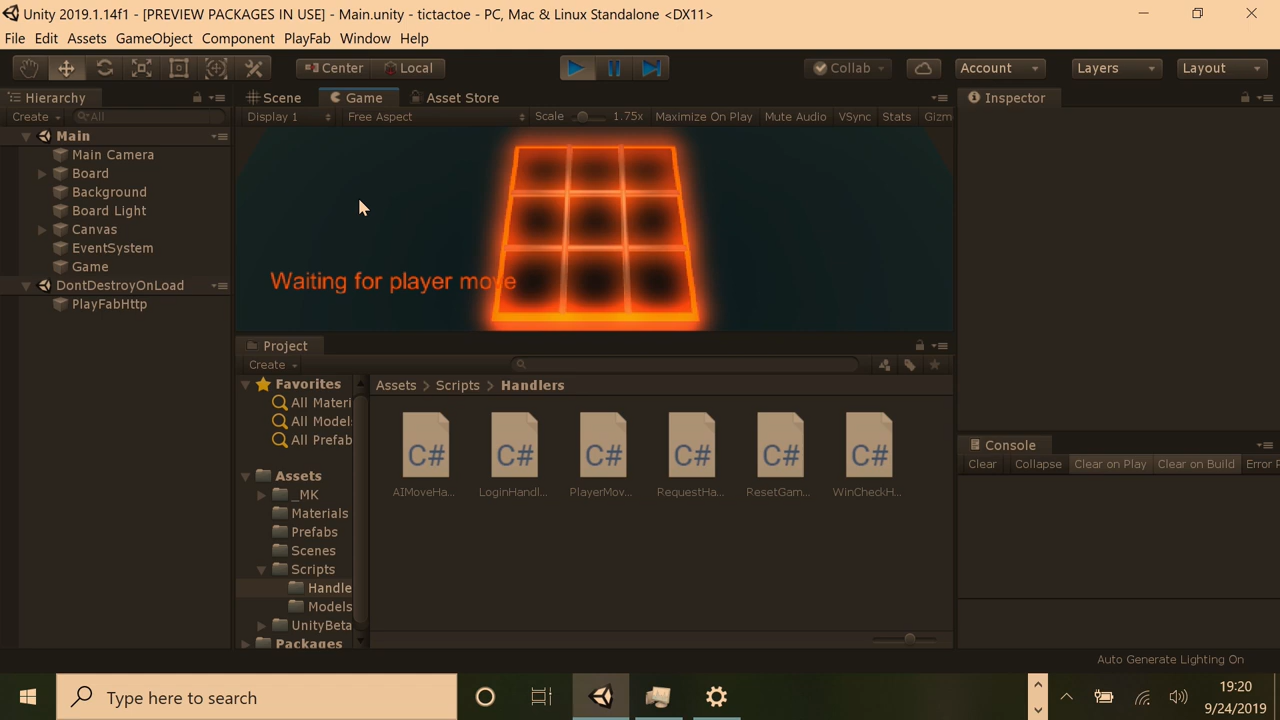 Unity 2019.1.14f1 - [PREVIEW PACKAGES IN USE] - Main.unity - tictactoe - PC, Mac & Linux Standalone <DX11>
File Edit Assets GameObject Component PlayFab Window Help
Center Local Collab Account Layers Layout
Hierarchy
Create All
Main
Main Camera
Board
Background
Board Light
Canvas
EventSystem
Game
DontDestroyOnLoad
PlayFabHttp
Scene Game Asset Store
Display 1 Free Aspect Scale 1.75x Maximize On Play Mute Audio VSync Stats Gizm
Waiting for player move
Project
Create
Favorites
All Materi
All Model
All Prefab
Assets
_MK
Materials
Prefabs
Scenes
Scripts
Handle
Models
UnityBeta
Packages
Assets > Scripts > Handlers
C# C# C# C# C# C#
AIMoveHa... LoginHandl... PlayerMov... RequestHa... ResetGam... WinCheckH...
Inspector
Console
Clear Collapse Clear on Play Clear on Build Error P
Auto Generate Lighting On
Type here to search
19:20
9/24/2019